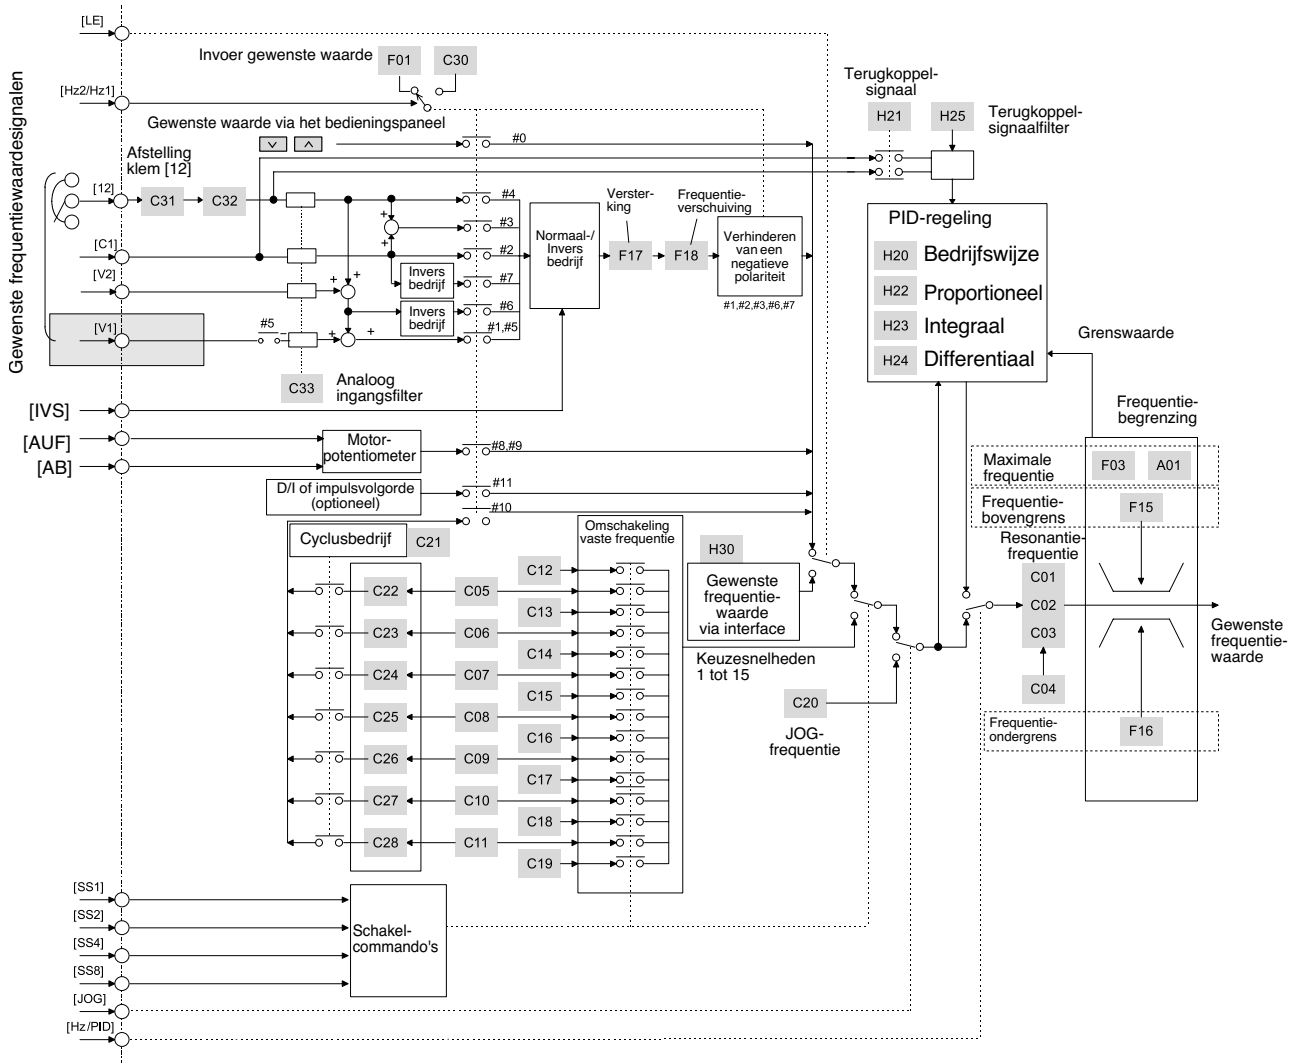 [LE]
Invoer gewenste waarde
F01
C30
[Hz2/Hz1]
Gewenste waarde via het bedieningspaneel
#0
Terugkoppel-
signaal
H21
H25
Terugkoppel-
signaalfilter
Gewenste frequentiewaardesignalen
Afstelling
klem [12]
[12]
C31
C32
#4
#3
[C1]
#2
[V2]
Invers
bedrijf
#7
Invers
bedrijf
#6
[V1]
#5
#1,#5
C33
Analoog
ingangsfilter
Normaal-/
Invers
bedrijf
Verster-
king
F17
Frequentie-
verschuiving
F18
Verhinderen
van een
negatieve
polariteit
#1,#2,#3,#6,#7
PID-regeling
H20 Bedrijfswijze
H22 Proportioneel
H23 Integraal
H24 Differentiaal
Grenswaarde
[IVS]
[AUF]
[AB]
Motor-
potentiometer
#8,#9
D/I of impulsvolgorde
(optioneel)
#11
#10
Frequentie-
begrenzing
Maximale
frequentie
F03
A01
Frequentie-
bovengrens
F15
Resonantie-
frequentie
C01
C02
C03
C04
Gewenste
frequentie-
waarde
Frequentie-
ondergrens
F16
Cyclusbedrijf
C21
Omschakeling
vaste frequentie
H30
Gewenste
frequentie-
waarde
via interface
Keuzesnelheden
1 tot 15
C20
JOG-
frequentie
C12
C22
C05
C13
C23
C06
C14
C24
C07
C15
C25
C08
C16
C26
C09
C17
C27
C10
C18
C28
C11
C19
[SS1]
[SS2]
[SS4]
[SS8]
Schakel-
commando's
[JOG]
[Hz/PID]
+
+
+
+
+
+
−